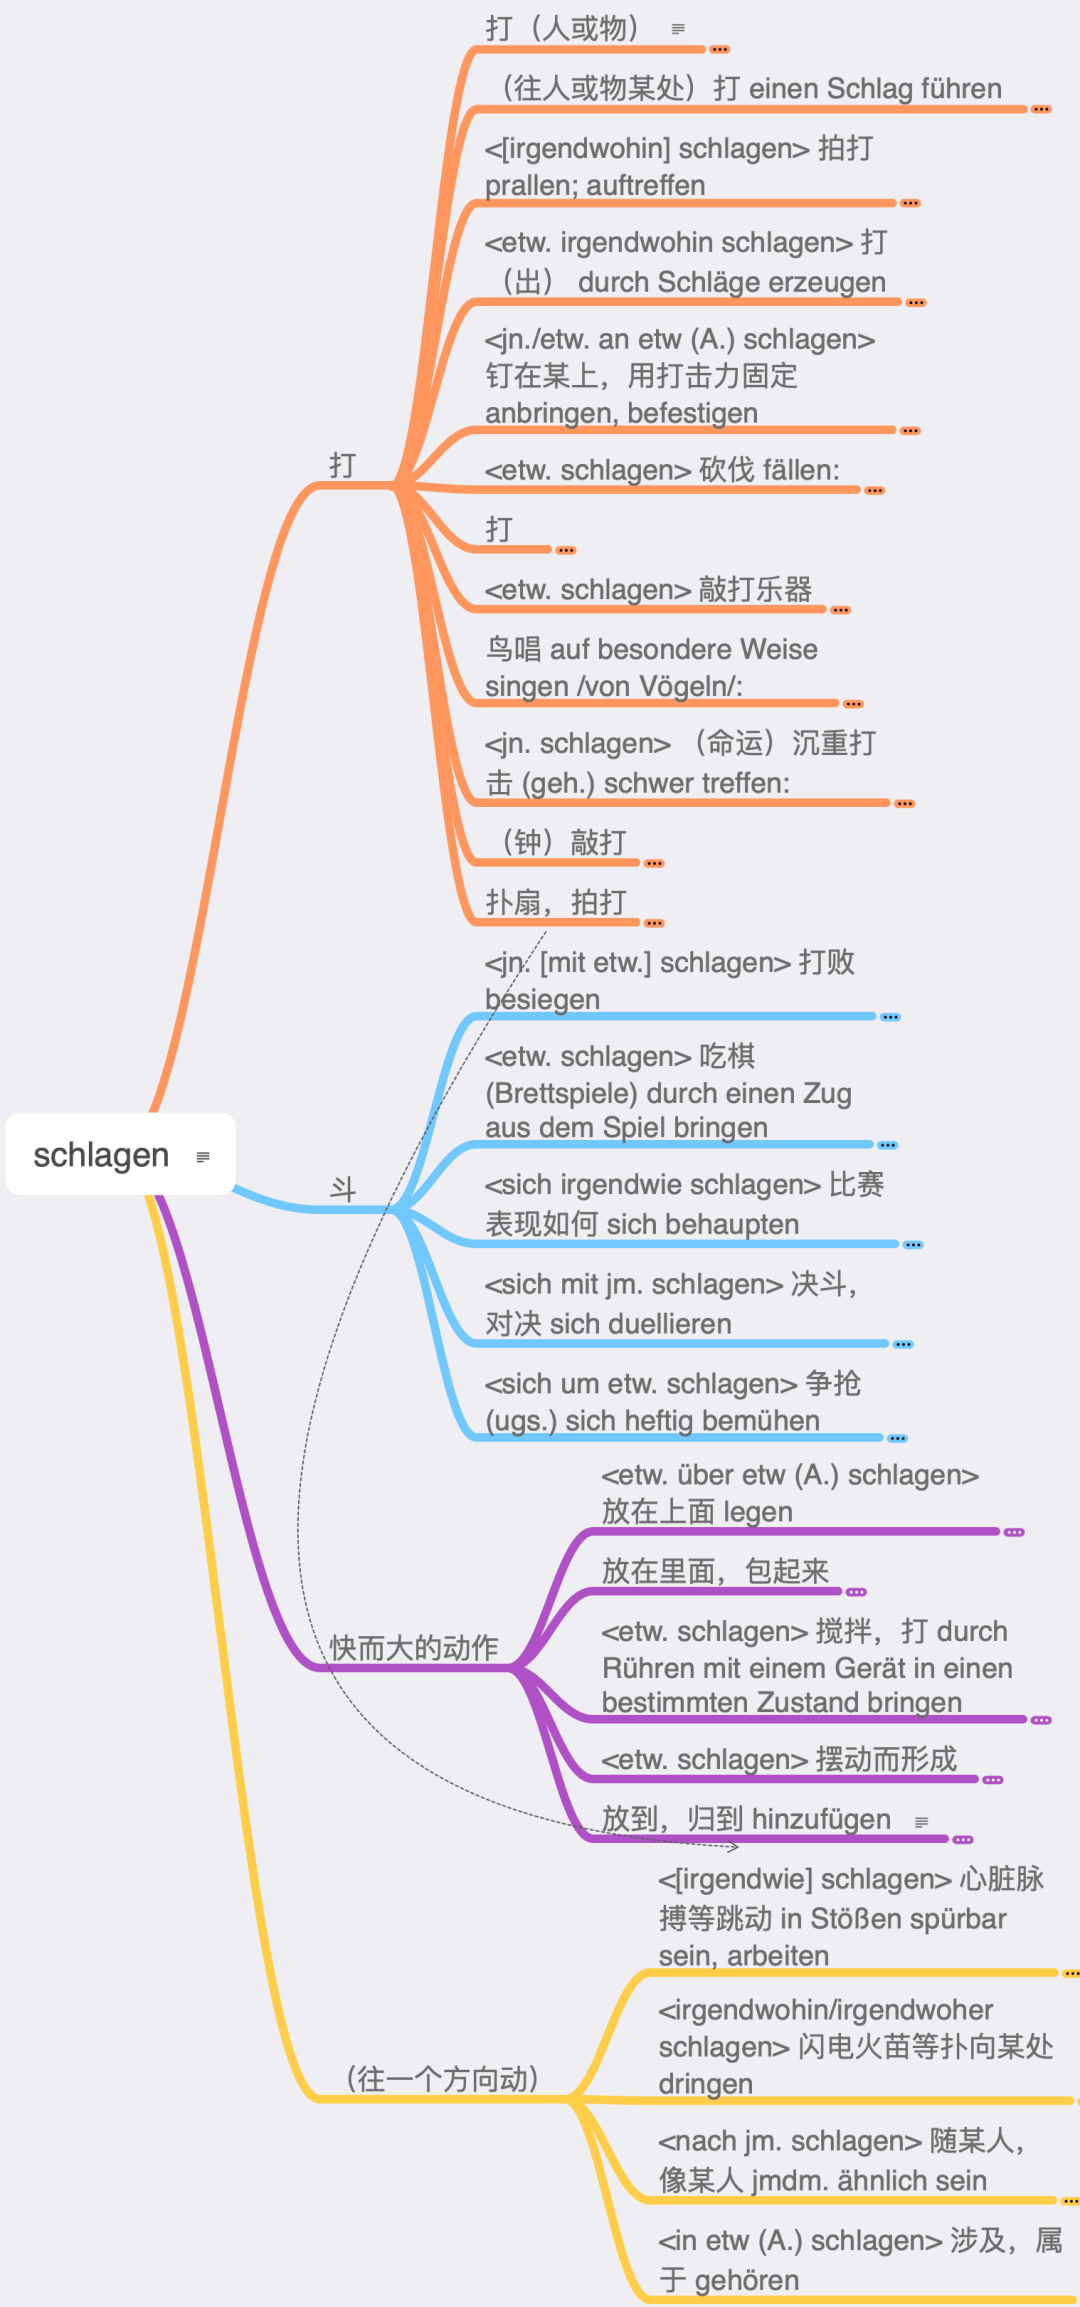 打（人或物）
（往人或物某处）打 einen Schlag führen
<[irgendwohin] schlagen> 拍打
prallen; auftreffen
<etw. irgendwohin schlagen> 打
（出） durch Schläge erzeugen
<jn./etw. an etw (A.) schlagen>
钉在某上，用打击力固定
anbringen, befestigen
打
<etw. schlagen> 砍伐 fällen:
打
<etw. schlagen> 敲打乐器
鸟唱 auf besondere Weise
singen /von Vögeln/:
<jn. schlagen> （命运）沉重打
击 (geh.) schwer treffen:
（钟）敲打
扑扇，拍打
<jn. [mit etw.] schlagen> 打败
besiegen
<etw. schlagen> 吃棋
(Brettspiele) durch einen Zug
aus dem Spiel bringen
schlagen
斗
<sich irgendwie schlagen> 比赛
表现如何 sich behaupten
<sich mit jm. schlagen> 决斗，
对决 sich duellieren
<sich um etw. schlagen> 争抢
(ugs.) sich heftig bemühen
<etw. über etw (A.) schlagen>
放在上面 legen
放在里面，包起来
快而大的动作
<etw. schlagen> 搅拌，打 durch
Rühren mit einem Gerät in einen
bestimmten Zustand bringen
<etw. schlagen> 摆动而形成
放到，归到 hinzufügen
<[irgendwie] schlagen> 心脏脉
搏等跳动 in Stößen spürbar
sein, arbeiten
<irgendwohin/irgendwoher
schlagen> 闪电火苗等扑向某处
dringen
（往一个方向动）
<nach jm. schlagen> 随某人，
像某人 jmdm. ähnlich sein
<in etw (A.) schlagen> 涉及，属
于 gehören